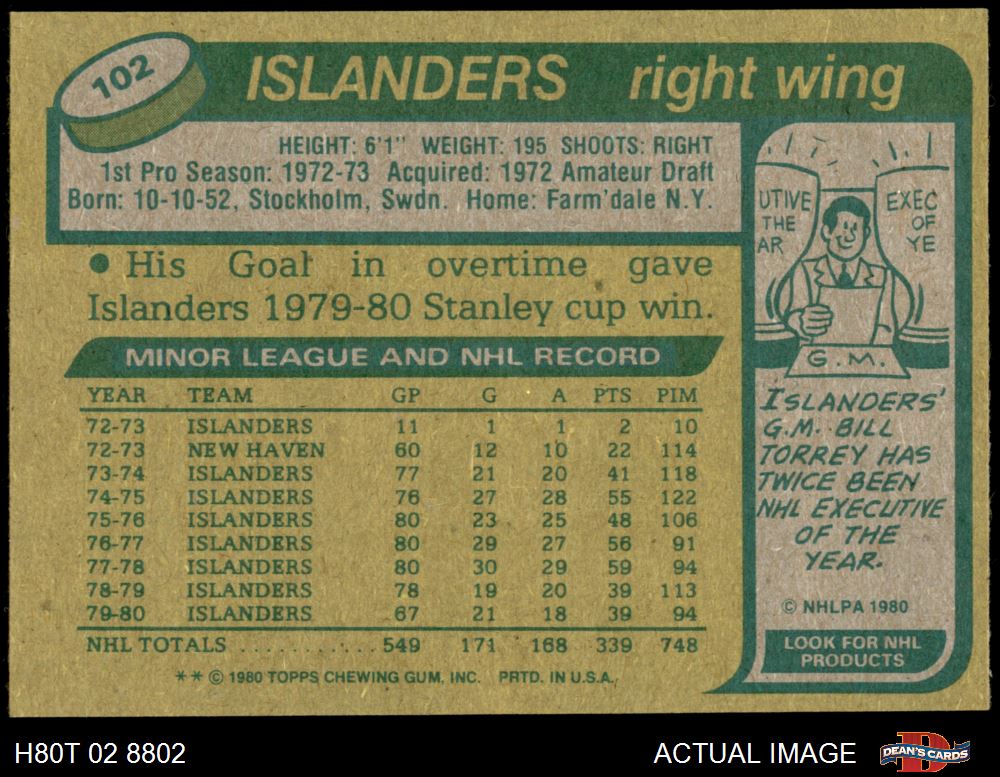 102
ISLANDERS right wing
HEIGHT: 6'1" WEIGHT: 195 SHOOTS: RIGHT
1st Pro Season: 1972-73 Acquired: 1972 Amateur Draft
Born: 10-10-52, Stockholm, Swdn. Home: Farm'dale N.Y.
● His Goal in overtime gave
Islanders 1979-80 Stanley cup win.
MINOR LEAGUE AND NHL RECORD
YEAR TEAM GP G A PTS PIM
72-73 ISLANDERS 11 1 1 2 10
72-73 NEW HAVEN 60 12 10 22 114
73-74 ISLANDERS 77 21 20 41 118
74-75 ISLANDERS 76 27 28 55 122
75-76 ISLANDERS 80 23 25 48 106
76-77 ISLANDERS 80 29 27 56 91
77-78 ISLANDERS 80 30 29 59 94
78-79 ISLANDERS 78 19 20 39 113
79-80 ISLANDERS 67 21 18 39 94
NHL TOTALS . . . . . . . . . . . 549 171 168 339 748
** © 1980 TOPPS CHEWING GUM, INC. PRTD. IN U.S.A.
UTIVE
THE
AR
EXEC
OF
YE
G.M.
ISLANDERS'
G.M. BILL
TORREY HAS
TWICE BEEN
NHL EXECUTIVE
OF THE
YEAR.
© NHLPA 1980
LOOK FOR NHL
PRODUCTS
H80T 02 8802
ACTUAL IMAGE
DEAN'S CARDS